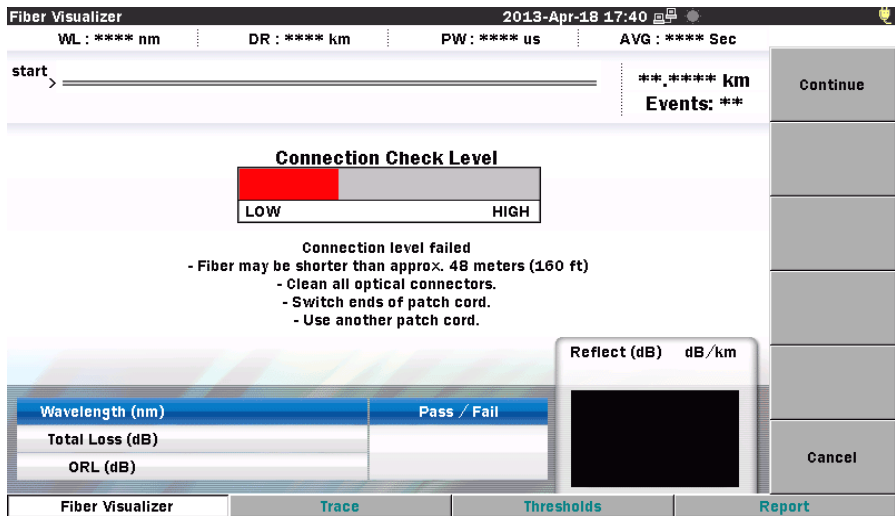 Fiber Visualizer
2013-Apr-18 17:40
WL : **** nm
DR : **** km
PW : **** us
AVG : **** Sec
start
**.**** km
Events: **
Continue
Connection Check Level
LOW
HIGH
Connection level failed
- Fiber may be shorter than approx. 48 meters (160 ft)
- Clean all optical connectors.
- Switch ends of patch cord.
- Use another patch cord.
Reflect (dB)
dB/km
Wavelength (nm)
Pass / Fail
Total Loss (dB)
ORL (dB)
Cancel
Fiber Visualizer
Trace
Thresholds
Report